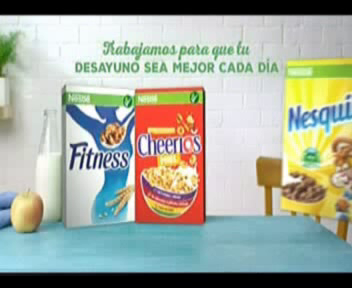 Trabajamos para que tu
DESAYUNO SEA MEJOR CADA DÍA
Nestlé
Fitness
Nestlé
Cheerios
Nesqui